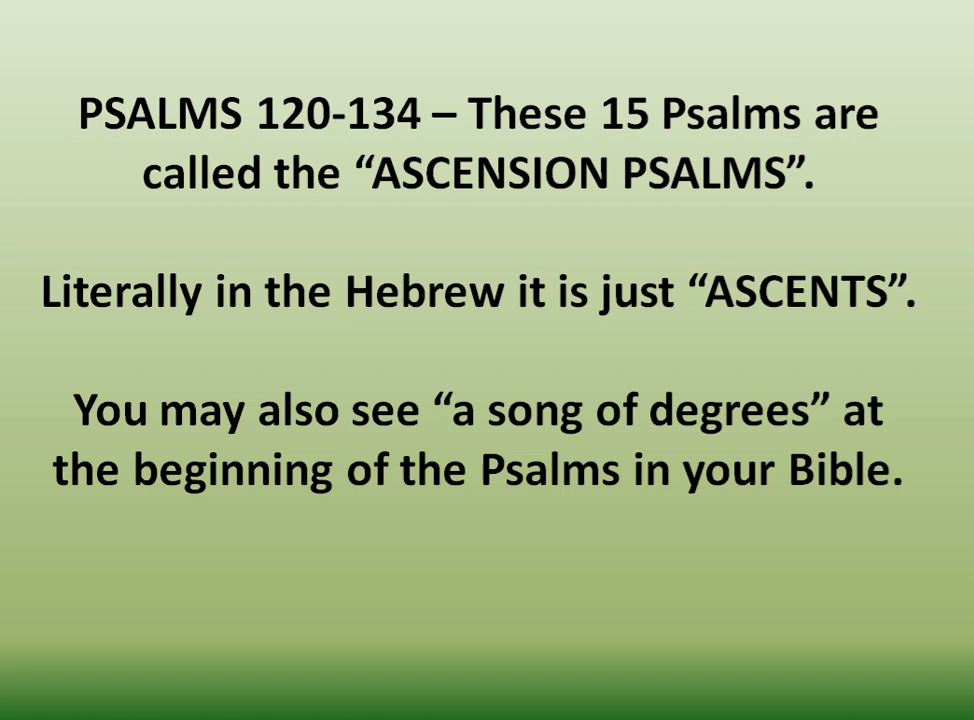 PSALMS 120-134 – These 15 Psalms are
called the “ASCENSION PSALMS”.
Literally in the Hebrew it is just “ASCENTS”.
You may also see “a song of degrees” at
the beginning of the Psalms in your Bible.